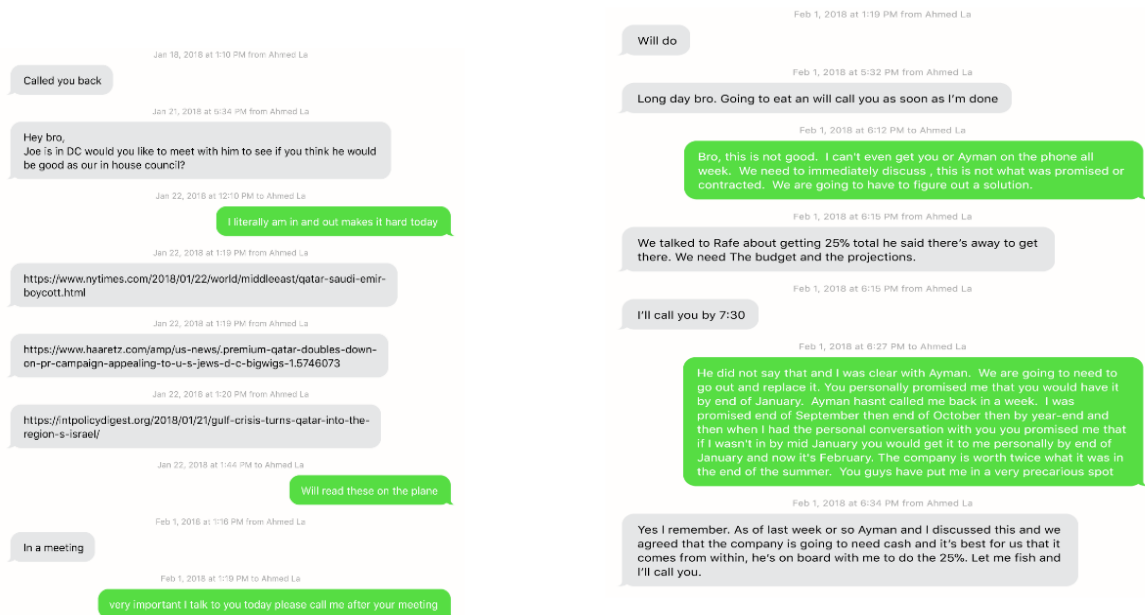 Jan 18, 2018 at 1:10 PM from Ahmed La
Called you back
Jan 21, 2018 at 5:34 PM from Ahmed La
Hey bro,
Joe is in DC would you like to meet with him to see if you think he would
be good as our in house council?
Jan 22, 2018 at 12:10 PM to Ahmed La
I literally am in and out makes it hard today
Jan 22, 2018 at 1:19 PM from Ahmed La
https://www.nytimes.com/2018/01/22/world/middleeast/qatar-saudi-emir-
boycott.html
Jan 22, 2018 at 1:19 PM from Ahmed La
https://www.haaretz.com/amp/us-news/.premium-qatar-doubles-down-
on-pr-campaign-appealing-to-u-s-jews-d-c-bigwigs-1.5746073
Jan 22, 2018 at 1:20 PM from Ahmed La
https://intpolicydigest.org/2018/01/21/gulf-crisis-turns-qatar-into-the-
region-s-israel/
Jan 22, 2018 at 1:44 PM to Ahmed La
Will read these on the plane
Feb 1, 2018 at 1:16 PM from Ahmed La
In a meeting
Feb 1, 2018 at 1:19 PM to Ahmed La
very important I talk to you today please call me after your meeting
Feb 1, 2018 at 1:19 PM from Ahmed La
Will do
Feb 1, 2018 at 5:32 PM from Ahmed La
Long day bro. Going to eat an will call you as soon as I'm done
Feb 1, 2018 at 6:12 PM to Ahmed La
Bro, this is not good. I can't even get you or Ayman on the phone all
week. We need to immediately discuss , this is not what was promised or
contracted. We are going to have to figure out a solution.
Feb 1, 2018 at 6:15 PM from Ahmed La
We talked to Rafe about getting 25% total he said there's away to get
there. We need The budget and the projections.
Feb 1, 2018 at 6:15 PM from Ahmed La
I'll call you by 7:30
Feb 1, 2018 at 6:27 PM to Ahmed La
He did not say that and I was clear with Ayman. We are going to need to
go out and replace it. You personally promised me that you would have it
by end of January. Ayman hasnt called me back in a week. I was
promised end of September then end of October then by year-end and
then when I had the personal conversation with you you promised me that
if I wasn't in by mid January you would get it to me personally by end of
January and now it's February. The company is worth twice what it was in
the end of the summer. You guys have put me in a very precarious spot
Feb 1, 2018 at 6:34 PM from Ahmed La
Yes I remember. As of last week or so Ayman and I discussed this and we
agreed that the company is going to need cash and it's best for us that it
comes from within, he's on board with me to do the 25%. Let me fish and
I'll call you.